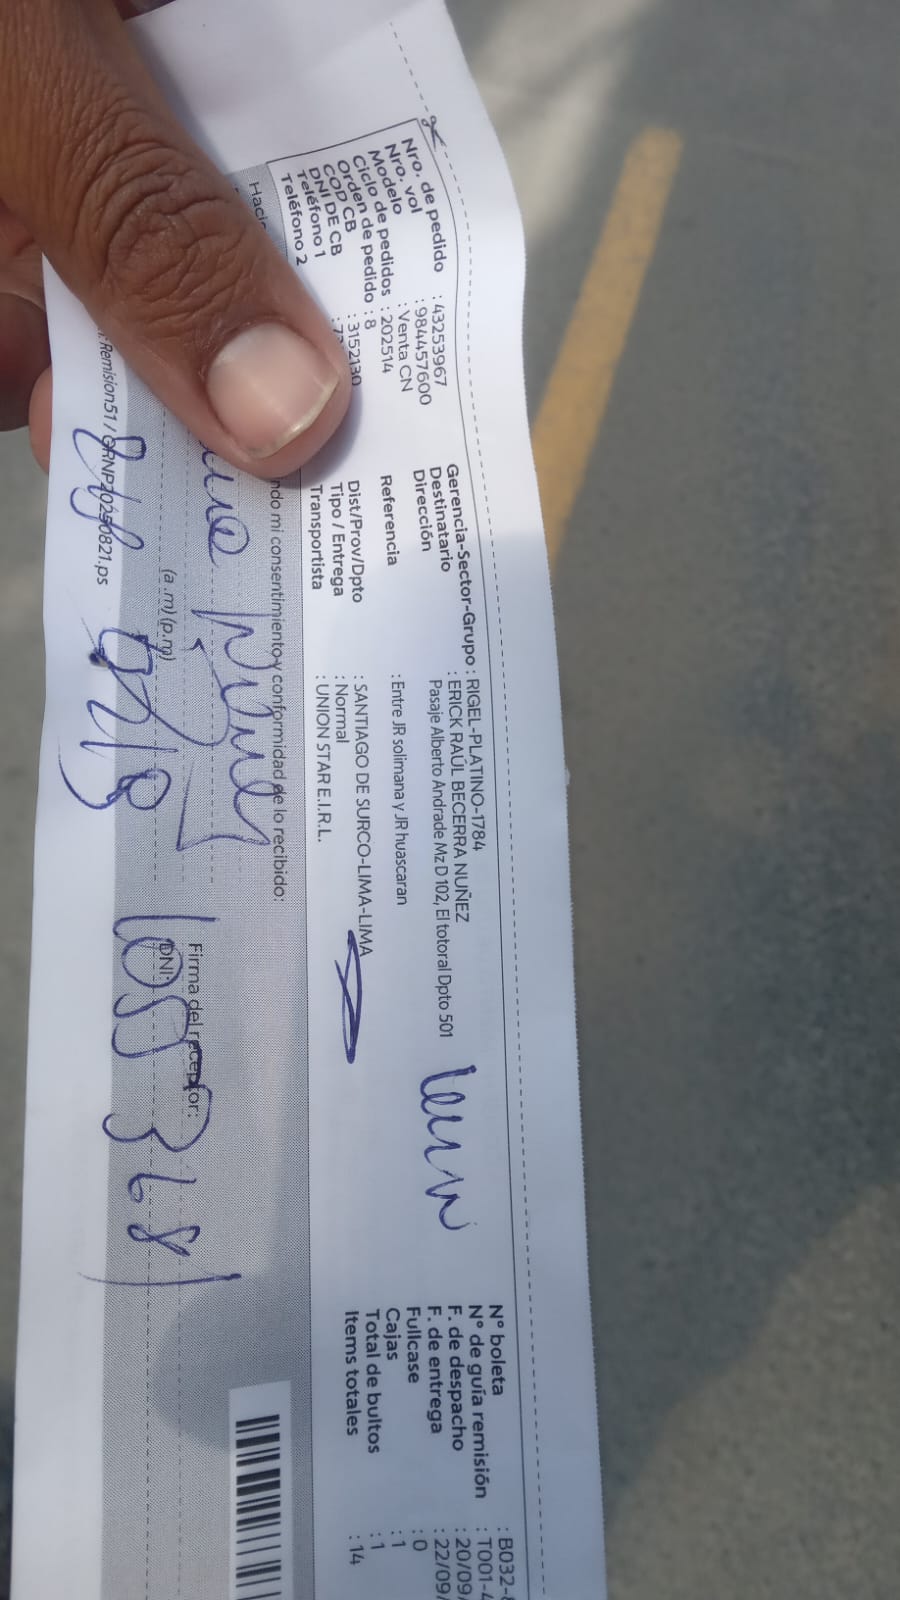 Nro. de pedido : 43253967
Nro. vol : 984457600
Modelo : Venta CN
Ciclo de pedidos : 202514
Orden de pedido : 8
COD CB : 3152130
DNI DE CB
Teléfono 1
Teléfono 2
Gerencia-Sector-Grupo : RIGEL-PLATINO-1784
Destinatario : ERICK RAÚL BECERRA NUÑEZ
Dirección Pasaje Alberto Andrade Mz D 102, El totoral Dpto 501
Referencia : Entre JR solimana y JR huascaran
Dist/Prov/Dpto : SANTIAGO DE SURCO-LIMA-LIMA
Tipo / Entrega : Normal
Transportista : UNION STAR E.I.R.L.
N° boleta : B032-
N° de guía remisión : T001-4
F. de despacho : 20/09/
F. de entrega : 22/09/
Fullcase : 0
Cajas : 1
Total de bultos : 1
Items totales : 14
ndo mi consentimiento y conformidad de lo recibido:
Firma del receptor:
(a .m) (p.m)
DNI:
Remision51 / GRNP20250821.ps